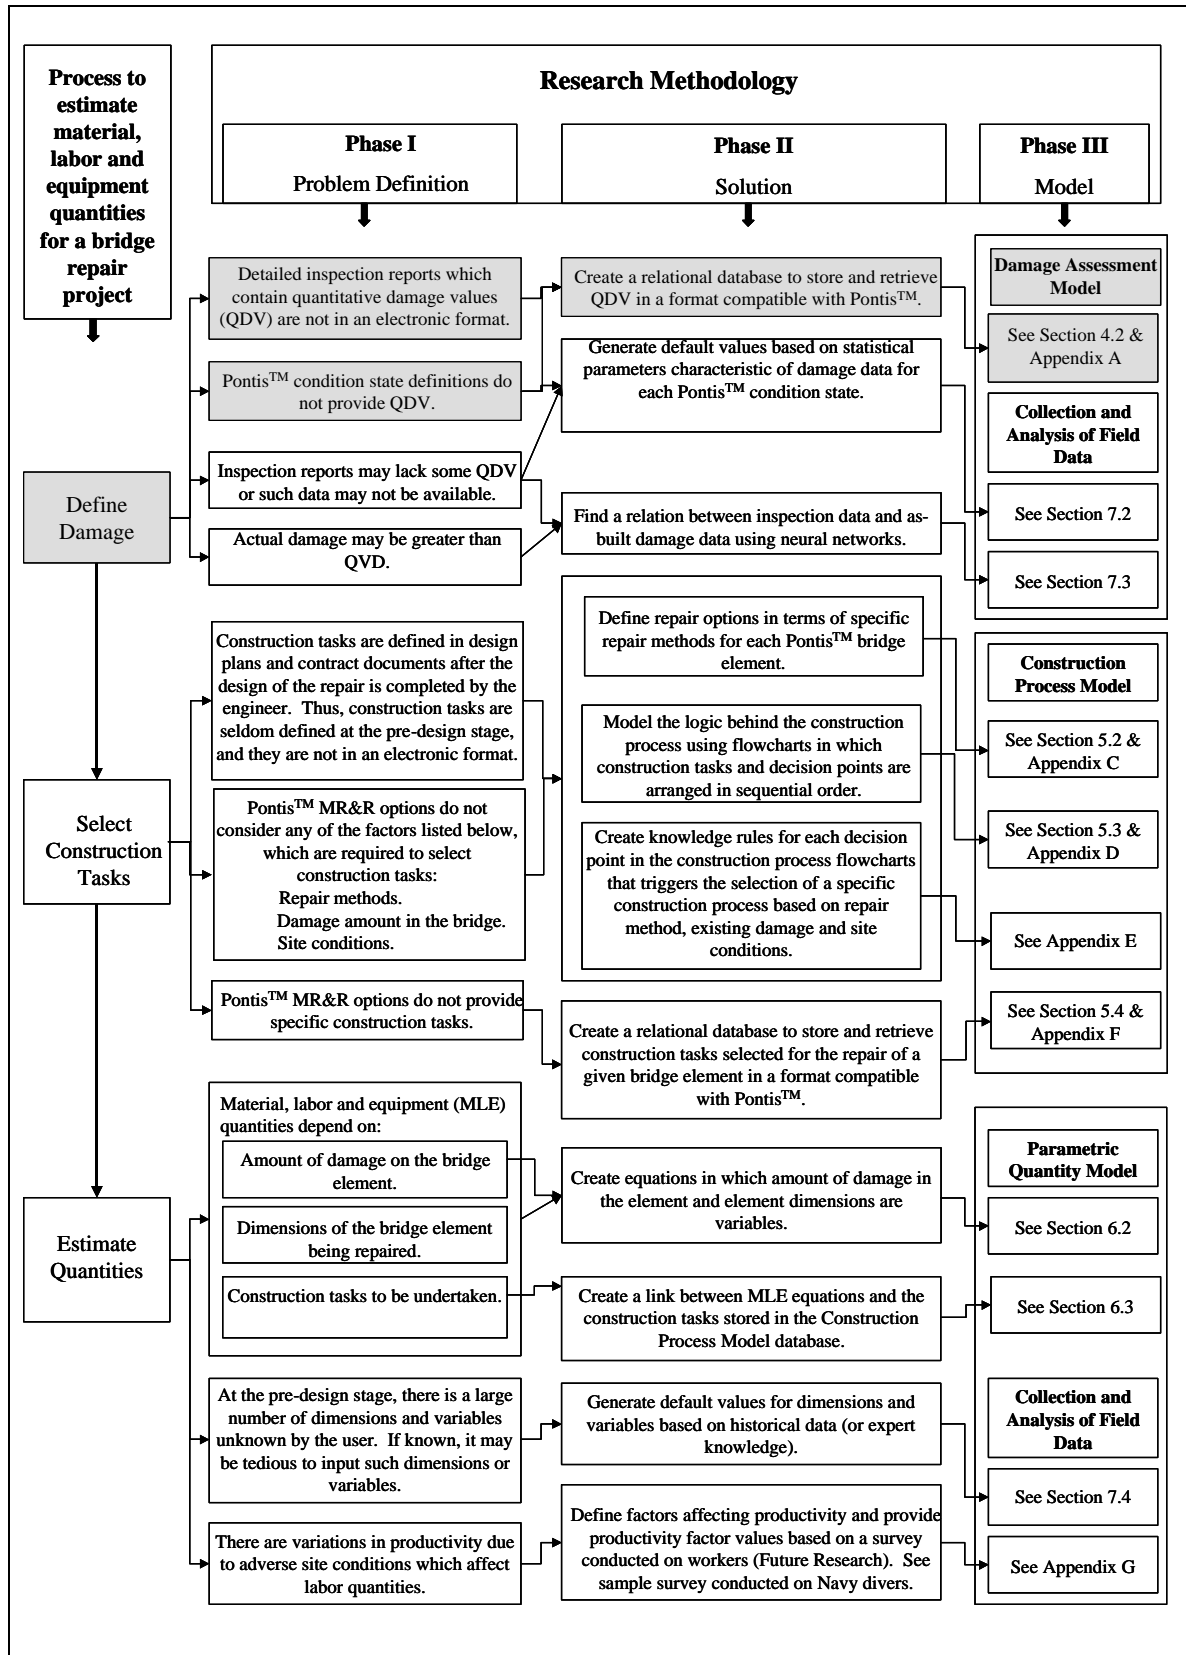 Process to
estimate
material,
labor and
equipment
quantities
for a bridge
repair
project
Research Methodology
Phase I
Problem Definition
Phase II
Solution
Phase III
Model
Define
Damage
Detailed inspection reports which
contain quantitative damage values
(QDV) are not in an electronic format.
Pontis™ condition state definitions do
not provide QDV.
Inspection reports may lack some QDV
or such data may not be available.
Actual damage may be greater than
QVD.
Create a relational database to store and retrieve
QDV in a format compatible with Pontis™.
Generate default values based on statistical
parameters characteristic of damage data for
each Pontis™ condition state.
Find a relation between inspection data and as-
built damage data using neural networks.
Damage Assessment
Model
See Section 4.2 &
Appendix A
Collection and
Analysis of Field
Data
See Section 7.2
See Section 7.3
Select
Construction
Tasks
Construction tasks are defined in design
plans and contract documents after the
design of the repair is completed by the
engineer. Thus, construction tasks are
seldom defined at the pre-design stage,
and they are not in an electronic format.
Pontis™ MR&R options do not
consider any of the factors listed below,
which are required to select
construction tasks:
Repair methods.
Damage amount in the bridge.
Site conditions.
Pontis™ MR&R options do not provide
specific construction tasks.
Define repair options in terms of specific
repair methods for each Pontis™ bridge
element.
Model the logic behind the construction
process using flowcharts in which
construction tasks and decision points are
arranged in sequential order.
Create knowledge rules for each decision
point in the construction process flowcharts
that triggers the selection of a specific
construction process based on repair
method, existing damage and site
conditions.
Create a relational database to store and retrieve
construction tasks selected for the repair of a
given bridge element in a format compatible
with Pontis™.
Construction
Process Model
See Section 5.2 &
Appendix C
See Section 5.3 &
Appendix D
See Appendix E
See Section 5.4 &
Appendix F
Estimate
Quantities
Material, labor and equipment (MLE)
quantities depend on:
Amount of damage on the bridge
element.
Dimensions of the bridge element
being repaired.
Construction tasks to be undertaken.
At the pre-design stage, there is a large
number of dimensions and variables
unknown by the user. If known, it may
be tedious to input such dimensions or
variables.
There are variations in productivity due
to adverse site conditions which affect
labor quantities.
Create equations in which amount of damage in
the element and element dimensions are
variables.
Create a link between MLE equations and the
construction tasks stored in the Construction
Process Model database.
Generate default values for dimensions and
variables based on historical data (or expert
knowledge).
Define factors affecting productivity and provide
productivity factor values based on a survey
conducted on workers (Future Research). See
sample survey conducted on Navy divers.
Parametric
Quantity Model
See Section 6.2
See Section 6.3
Collection and
Analysis of Field
Data
See Section 7.4
See Appendix G